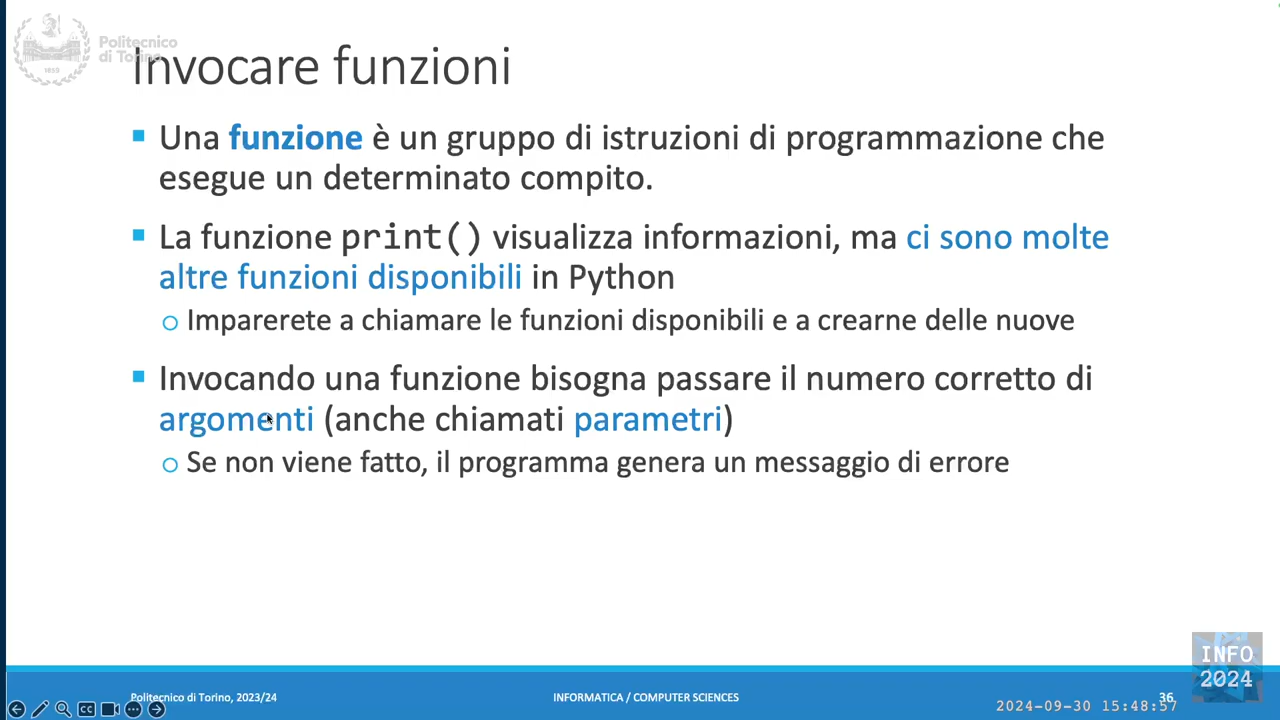 Politecnico
di Torino
1859
Invocare funzioni
Una funzione è un gruppo di istruzioni di programmazione che
esegue un determinato compito.
La funzione print() visualizza informazioni, ma ci sono molte
altre funzioni disponibili in Python
Imparerete a chiamare le funzioni disponibili e a crearne delle nuove
Invocando una funzione bisogna passare il numero corretto di
argomenti (anche chiamati parametri)
Se non viene fatto, il programma genera un messaggio di errore
INFO
2024
Politecnico di Torino, 2023/24
INFORMATICA / COMPUTER SCIENCES
36
CC
2024-09-30 15:48:57